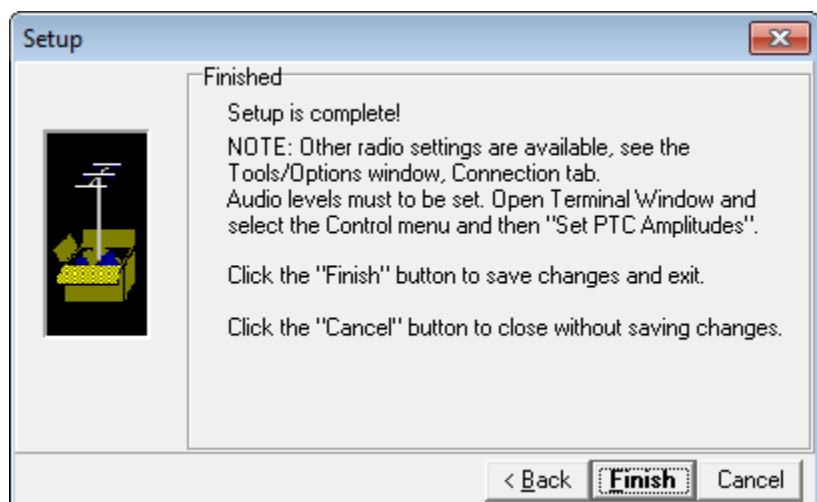 Setup
Finished
Setup is complete!
NOTE: Other radio settings are available, see the
Tools/Options window, Connection tab.
Audio levels must to be set. Open Terminal Window and
select the Control menu and then "Set PTC Amplitudes".
Click the "Finish" button to save changes and exit.
Click the "Cancel" button to close without saving changes.
< Back Finish Cancel